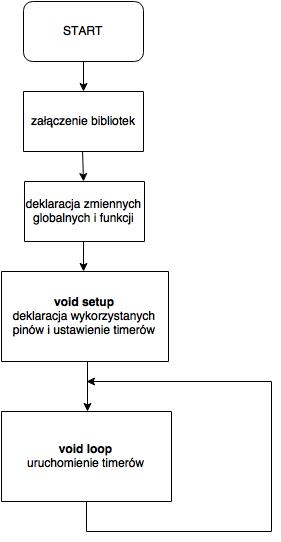 START
załączenie bibliotek
deklaracja zmiennych
globalnych i funkcji
void setup
deklaracja wykorzystanych
pinów i ustawienie timerów
void loop
uruchomienie timerów